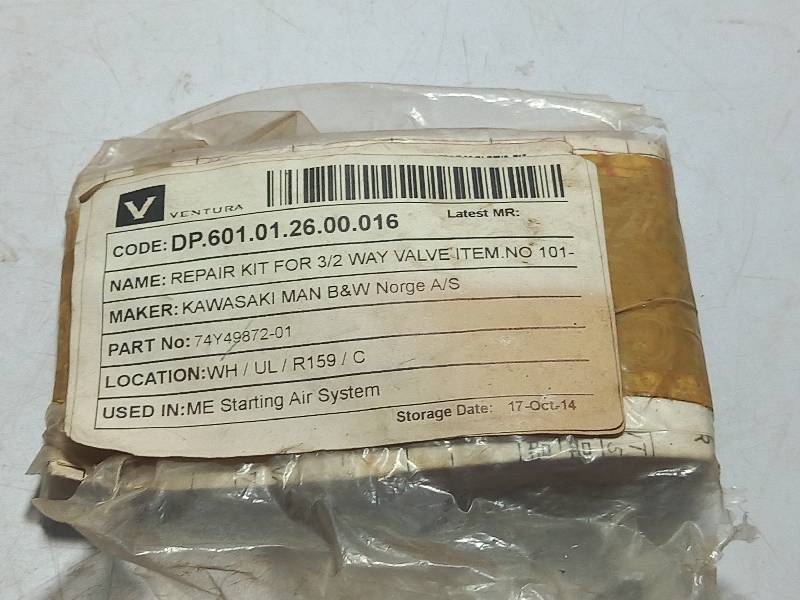 V VENTURA
Latest MR:
CODE: DP.601.01.26.00.016
NAME: REPAIR KIT FOR 3/2 WAY VALVE ITEM.NO 101-
MAKER: KAWASAKI MAN B&W Norge A/S
PART No: 74Y49872-01
LOCATION: WH / UL / R159 / C
USED IN: ME Starting Air System
Storage Date: 17-Oct-14